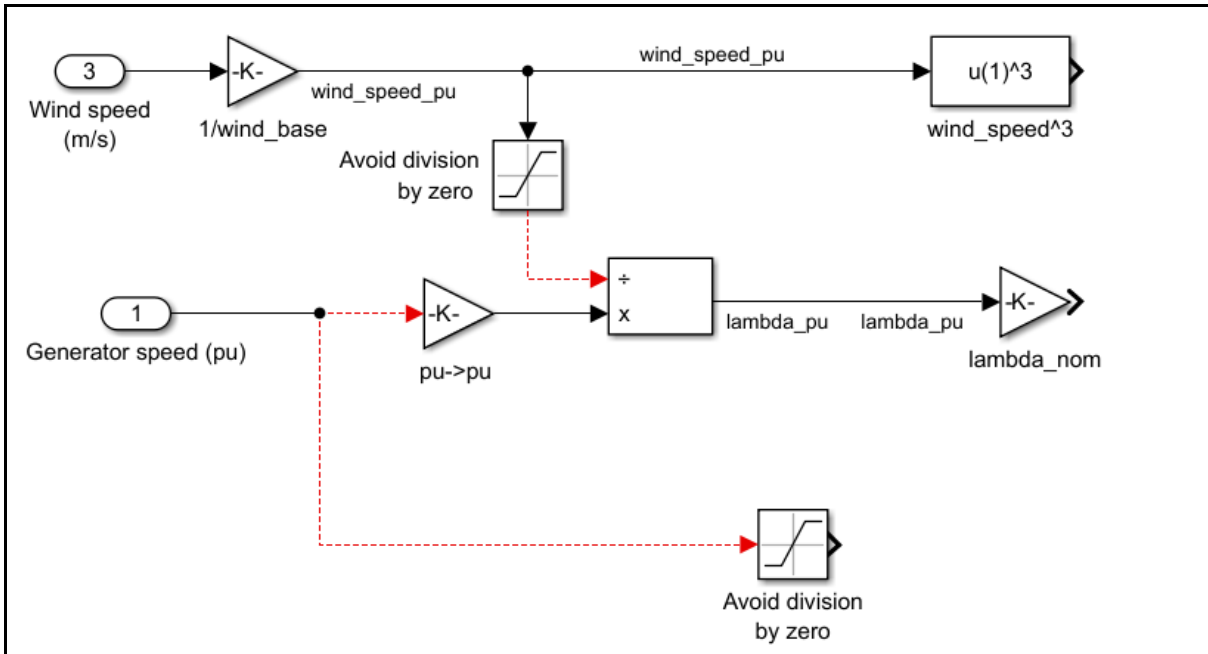 3
Wind speed
(m/s)
-K-
1/wind_base
wind_speed_pu
wind_speed_pu
u(1)^3
wind_speed^3
Avoid division
by zero
1
Generator speed (pu)
-K-
pu->pu
÷
x
lambda_pu
lambda_pu
-K-
lambda_nom
Avoid division
by zero